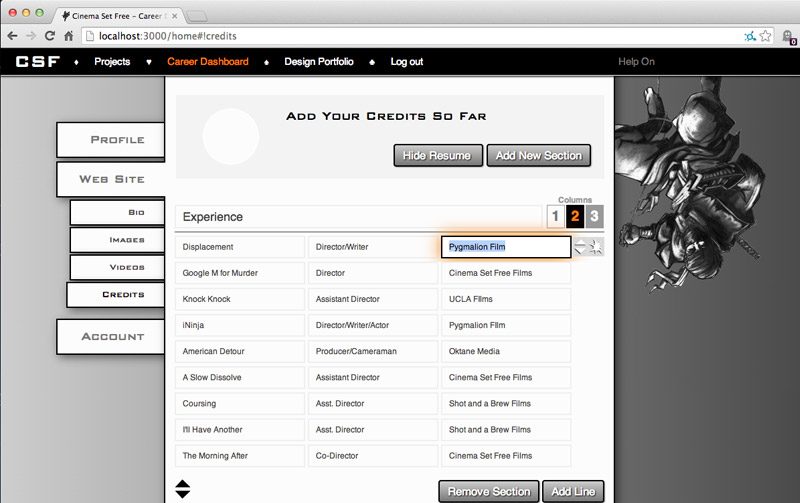 Cinema Set Free – Career D
localhost:3000/home#!credits
0
CSF Projects Career Dashboard Design Portfolio Log out Help On
Add Your Credits So Far
Hide Resume Add New Section
Profile
Web Site
Bio
Images
Videos
Credits
Account
Columns
Experience 1 2 3
Displacement Director/Writer Pygmalion Film
Google M for Murder Director Cinema Set Free Films
Knock Knock Assistant Director UCLA FIlms
iNinja Director/Writer/Actor Pygmalion FIlm
American Detour Producer/Cameraman Oktane Media
A Slow Dissolve Assistant Director Cinema Set Free Films
Coursing Asst. Director Shot and a Brew Films
I'll Have Another Asst. Director Shot and a Brew Films
The Morning After Co-Director Cinema Set Free Films
Remove Section Add Line